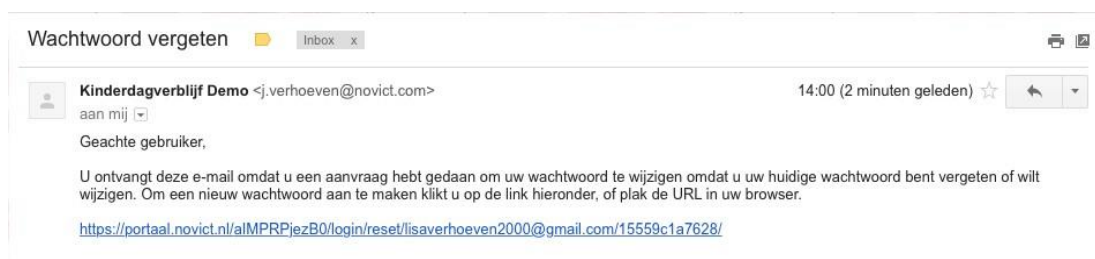 Wachtwoord vergeten Inbox x
Kinderdagverblijf Demo <j.verhoeven@novict.com> 14:00 (2 minuten geleden)
aan mij
Geachte gebruiker,
U ontvangt deze e-mail omdat u een aanvraag hebt gedaan om uw wachtwoord te wijzigen omdat u uw huidige wachtwoord bent vergeten of wilt
wijzigen. Om een nieuw wachtwoord aan te maken klikt u op de link hieronder, of plak de URL in uw browser.
https://portaal.novict.nl/alMPRPjezB0/login/reset/lisaverhoeven2000@gmail.com/15559c1a7628/